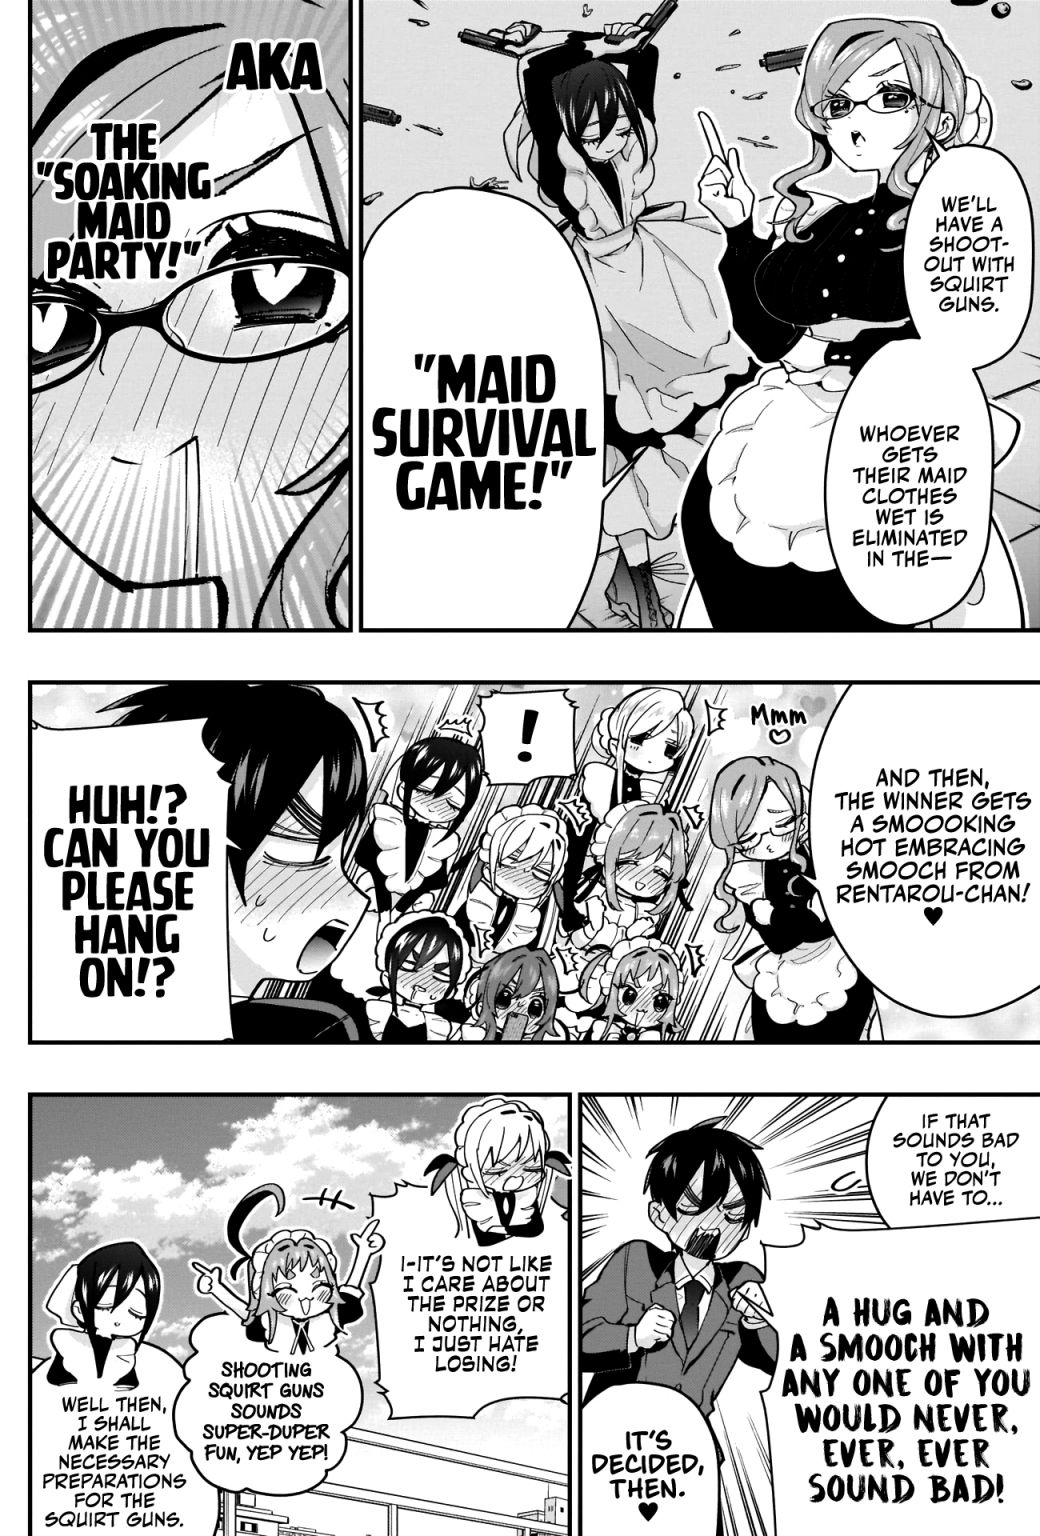 WE'LL
HAVE A
SHOOT-
OUT WITH
SQUIRT
GUNS.
WHOEVER
GETS
THEIR MAID
CLOTHES
WET IS
ELIMINATED
IN THE—
"MAID
SURVIVAL
GAME!"
AKA
THE
"SOAKING
MAID
PARTY!"
AND THEN,
THE WINNER GETS
A SMOOOKING
HOT EMBRACING
SMOOCH FROM
RENTAROU-CHAN!
♥
Mmm
♡
!
HUH!?
CAN YOU
PLEASE
HANG
ON!?
IF THAT
SOUNDS BAD
TO YOU,
WE DON'T
HAVE TO...
A HUG AND
A SMOOCH WITH
ANY ONE OF YOU
WOULD NEVER,
EVER, EVER
SOUND BAD!
IT'S
DECIDED,
THEN.
♥
I-IT'S NOT LIKE
I CARE ABOUT
THE PRIZE OR
NOTHING,
I JUST HATE
LOSING!
SHOOTING
SQUIRT GUNS
SOUNDS
SUPER-DUPER
FUN, YEP YEP!
WELL THEN,
I SHALL
MAKE THE
NECESSARY
PREPARATIONS
FOR THE
SQUIRT GUNS.